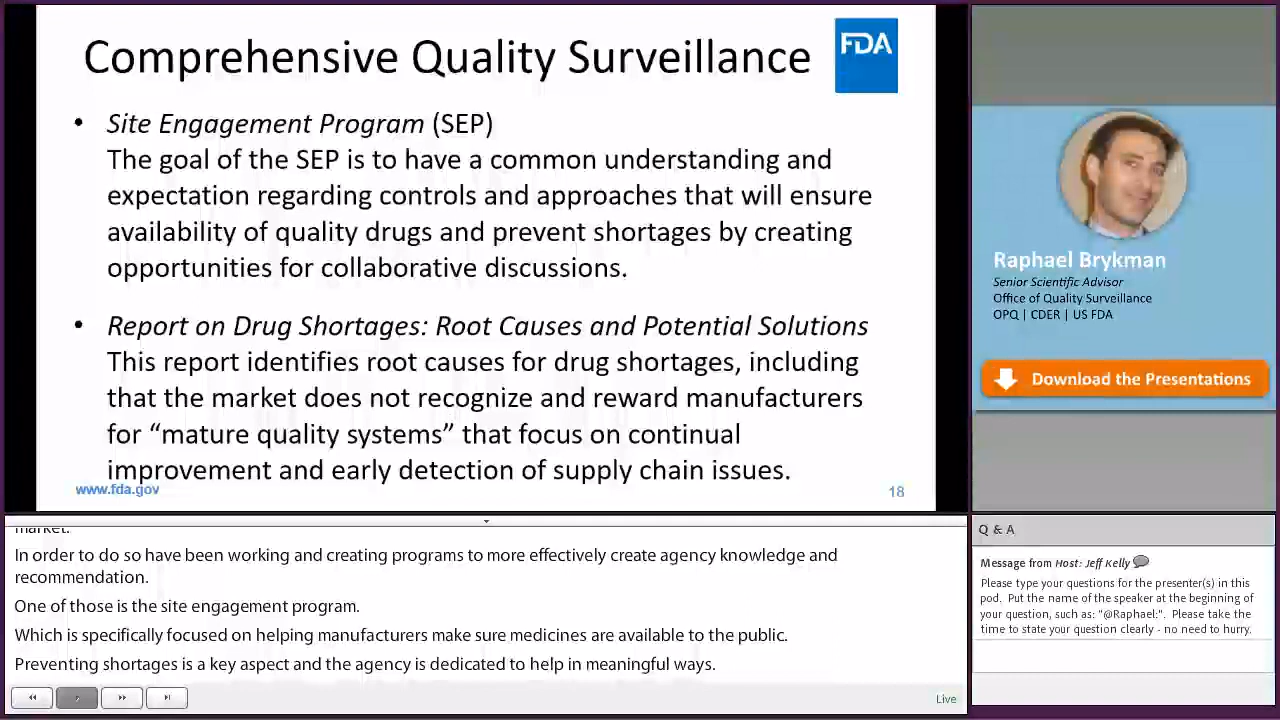 Comprehensive Quality Surveillance
FDA
• Site Engagement Program (SEP)
The goal of the SEP is to have a common understanding and
expectation regarding controls and approaches that will ensure
availability of quality drugs and prevent shortages by creating
opportunities for collaborative discussions.
• Report on Drug Shortages: Root Causes and Potential Solutions
This report identifies root causes for drug shortages, including
that the market does not recognize and reward manufacturers
for “mature quality systems” that focus on continual
improvement and early detection of supply chain issues.
www.fda.gov
18
Raphael Brykman
Senior Scientific Advisor
Office of Quality Surveillance
OPQ | CDER | US FDA
Download the Presentations
market.
In order to do so have been working and creating programs to more effectively create agency knowledge and
recommendation.
One of those is the site engagement program.
Which is specifically focused on helping manufacturers make sure medicines are available to the public.
Preventing shortages is a key aspect and the agency is dedicated to help in meaningful ways.
Live
Q & A
Message from Host: Jeff Kelly
Please type your questions for the presenter(s) in this
pod. Put the name of the speaker at the beginning of
your question, such as: "@Raphael:". Please take the
time to state your question clearly - no need to hurry.